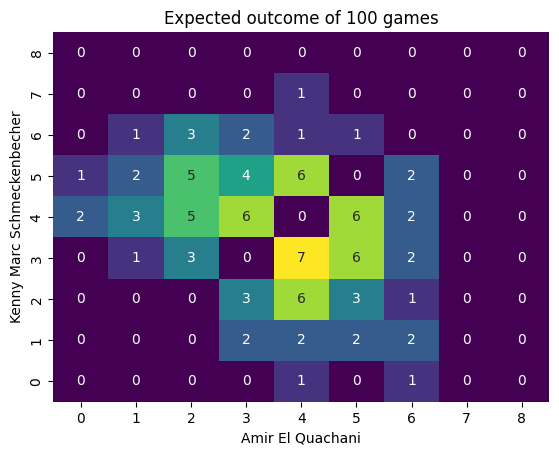 Expected outcome of 100 games
8 0 0 0 0 0 0 0 0 0
7 0 0 0 0 1 0 0 0 0
6 0 1 3 2 1 1 0 0 0
5 1 2 5 4 6 0 2 0 0
4 2 3 5 6 0 6 2 0 0
3 0 1 3 0 7 6 2 0 0
2 0 0 0 3 6 3 1 0 0
1 0 0 0 2 2 2 2 0 0
0 0 0 0 0 1 0 1 0 0
0 1 2 3 4 5 6 7 8
Kenny Marc Schmeckenbecher
Amir El Quachani